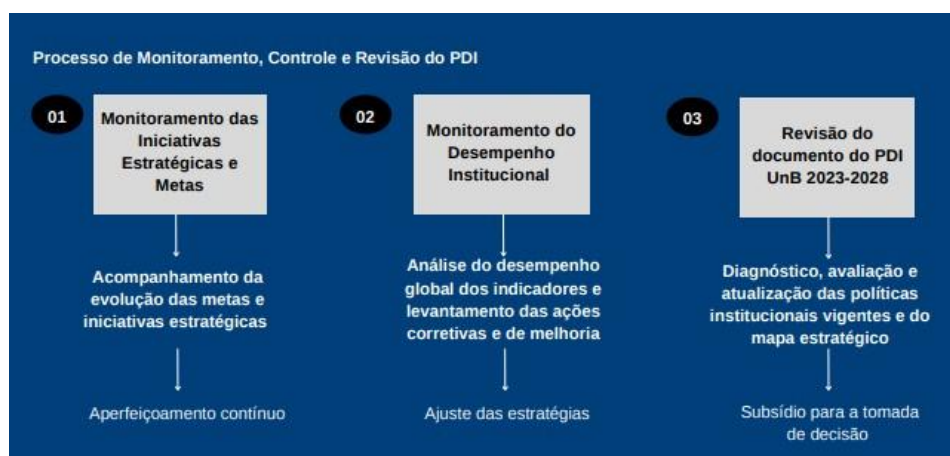 Processo de Monitoramento, Controle e Revisão do PDI
01
Monitoramento das
Iniciativas
Estratégicas e
Metas
Acompanhamento da
evolução das metas e
iniciativas estratégicas
Aperfeiçoamento contínuo
02
Monitoramento do
Desempenho
Institucional
Análise do desempenho
global dos indicadores e
levantamento das ações
corretivas e de melhoria
Ajuste das estratégias
03
Revisão do
documento do PDI
UnB 2023-2028
Diagnóstico, avaliação e
atualização das políticas
institucionais vigentes e do
mapa estratégico
Subsídio para a tomada
de decisão